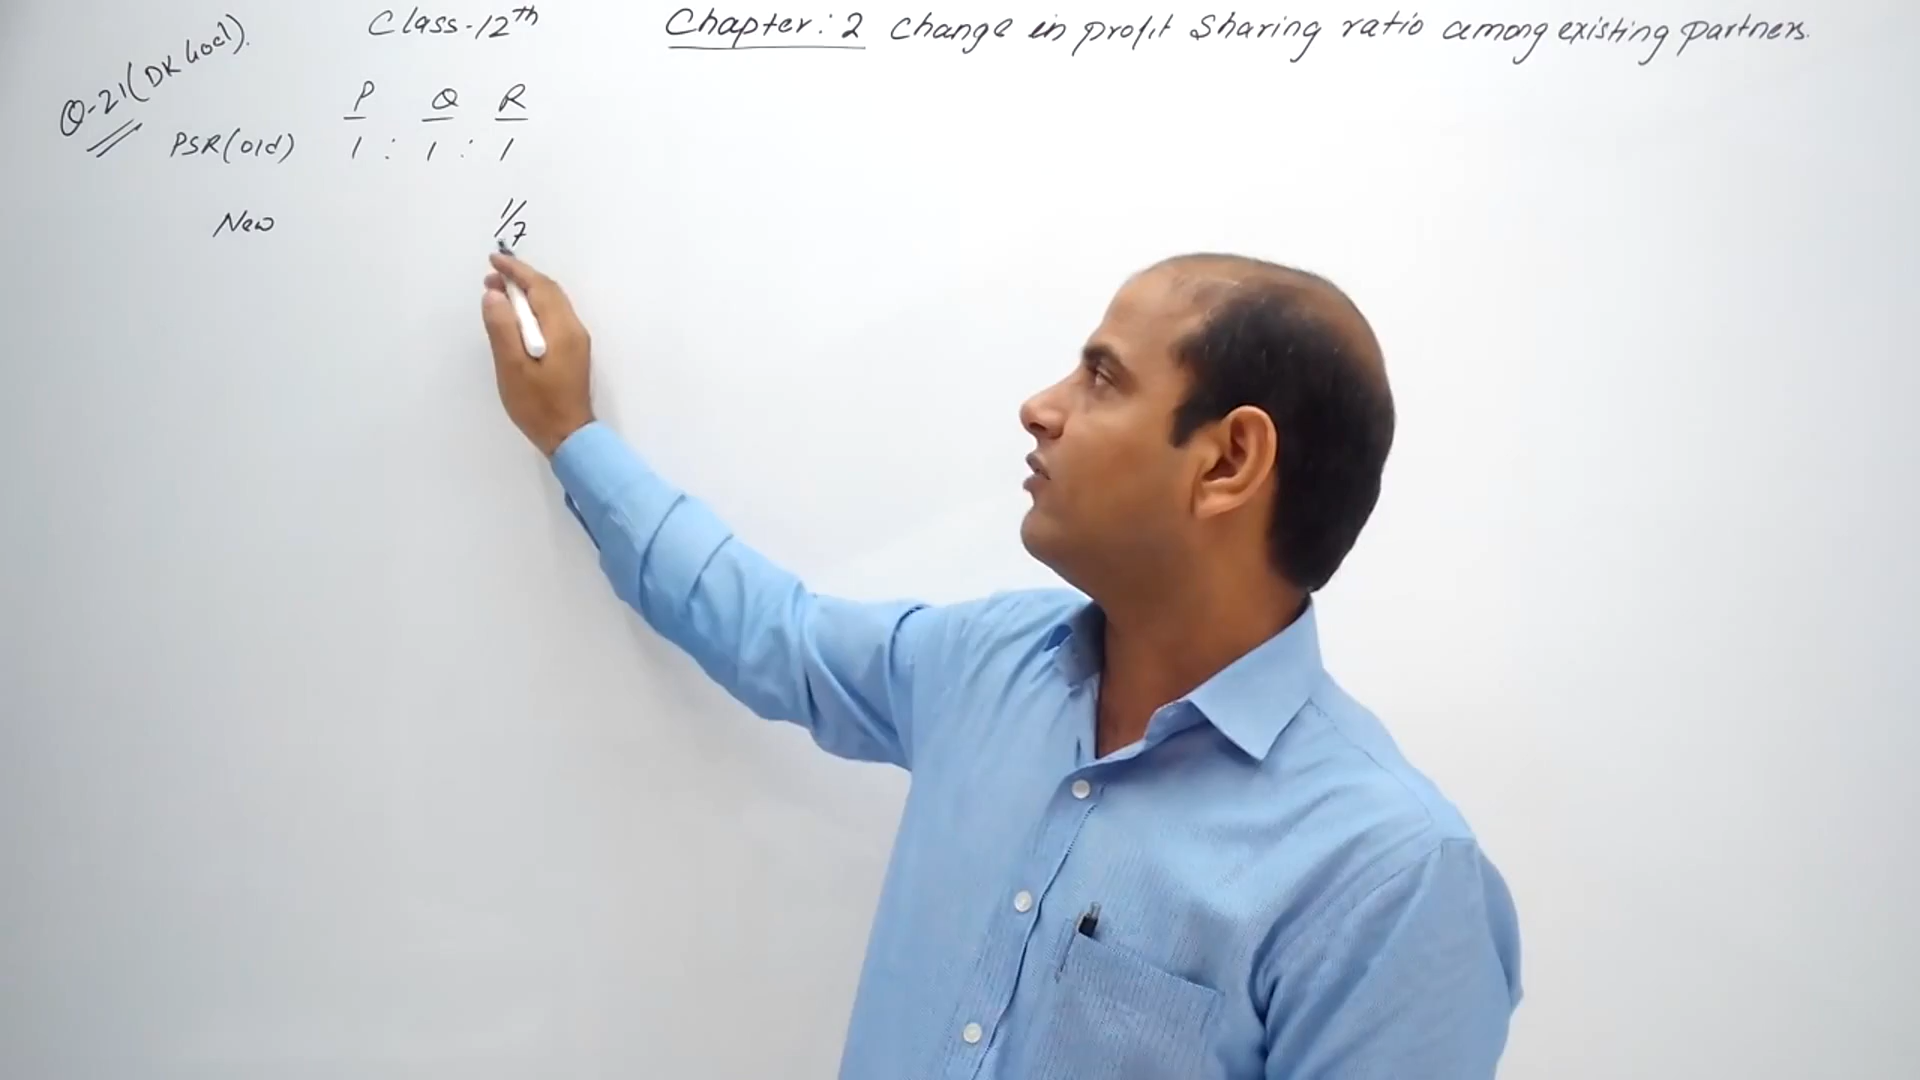 Class-12th
Chapter: 2 Change in profit Sharing ratio among existing partners.
Q-21 (DK Goel).
P Q R
PSR(old) 1 : 1 : 1
New 1/7